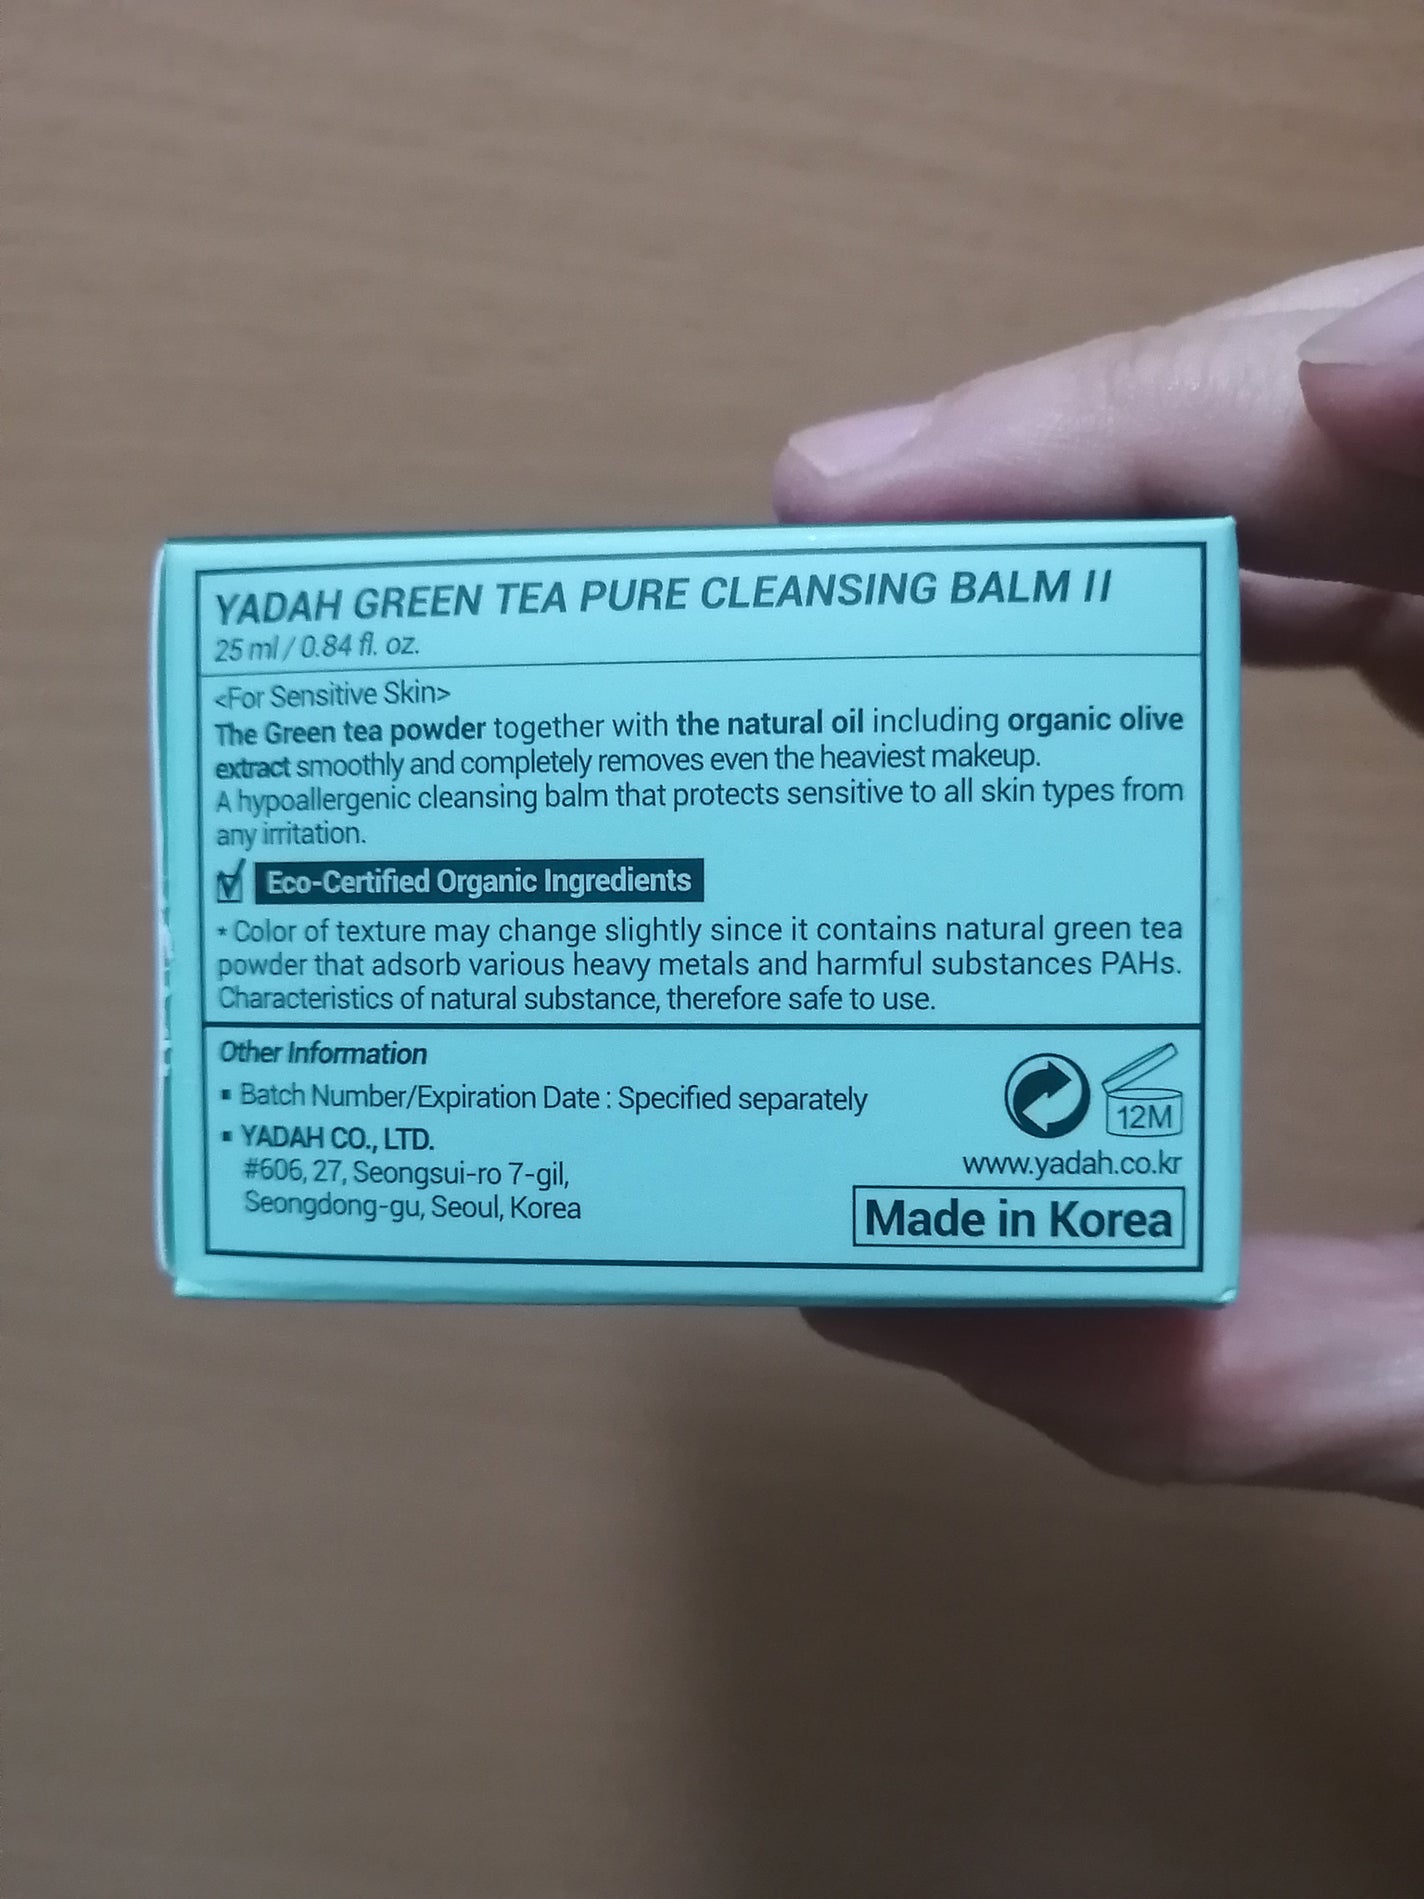 YADAH GREEN TEA PURE CLEANSING BALM II
25 ml / 0.84 fl. oz.
<For Sensitive Skin>
The Green tea powder together with the natural oil including organic olive
extract smoothly and completely removes even the heaviest makeup.
A hypoallergenic cleansing balm that protects sensitive to all skin types from
any irritation.
Eco-Certified Organic Ingredients
* Color of texture may change slightly since it contains natural green tea
powder that adsorb various heavy metals and harmful substances PAHs.
Characteristics of natural substance, therefore safe to use.
Other Information
▪ Batch Number/Expiration Date : Specified separately
▪ YADAH CO., LTD.
#606, 27, Seongsui-ro 7-gil,
Seongdong-gu, Seoul, Korea
12M
www.yadah.co.kr
Made in Korea